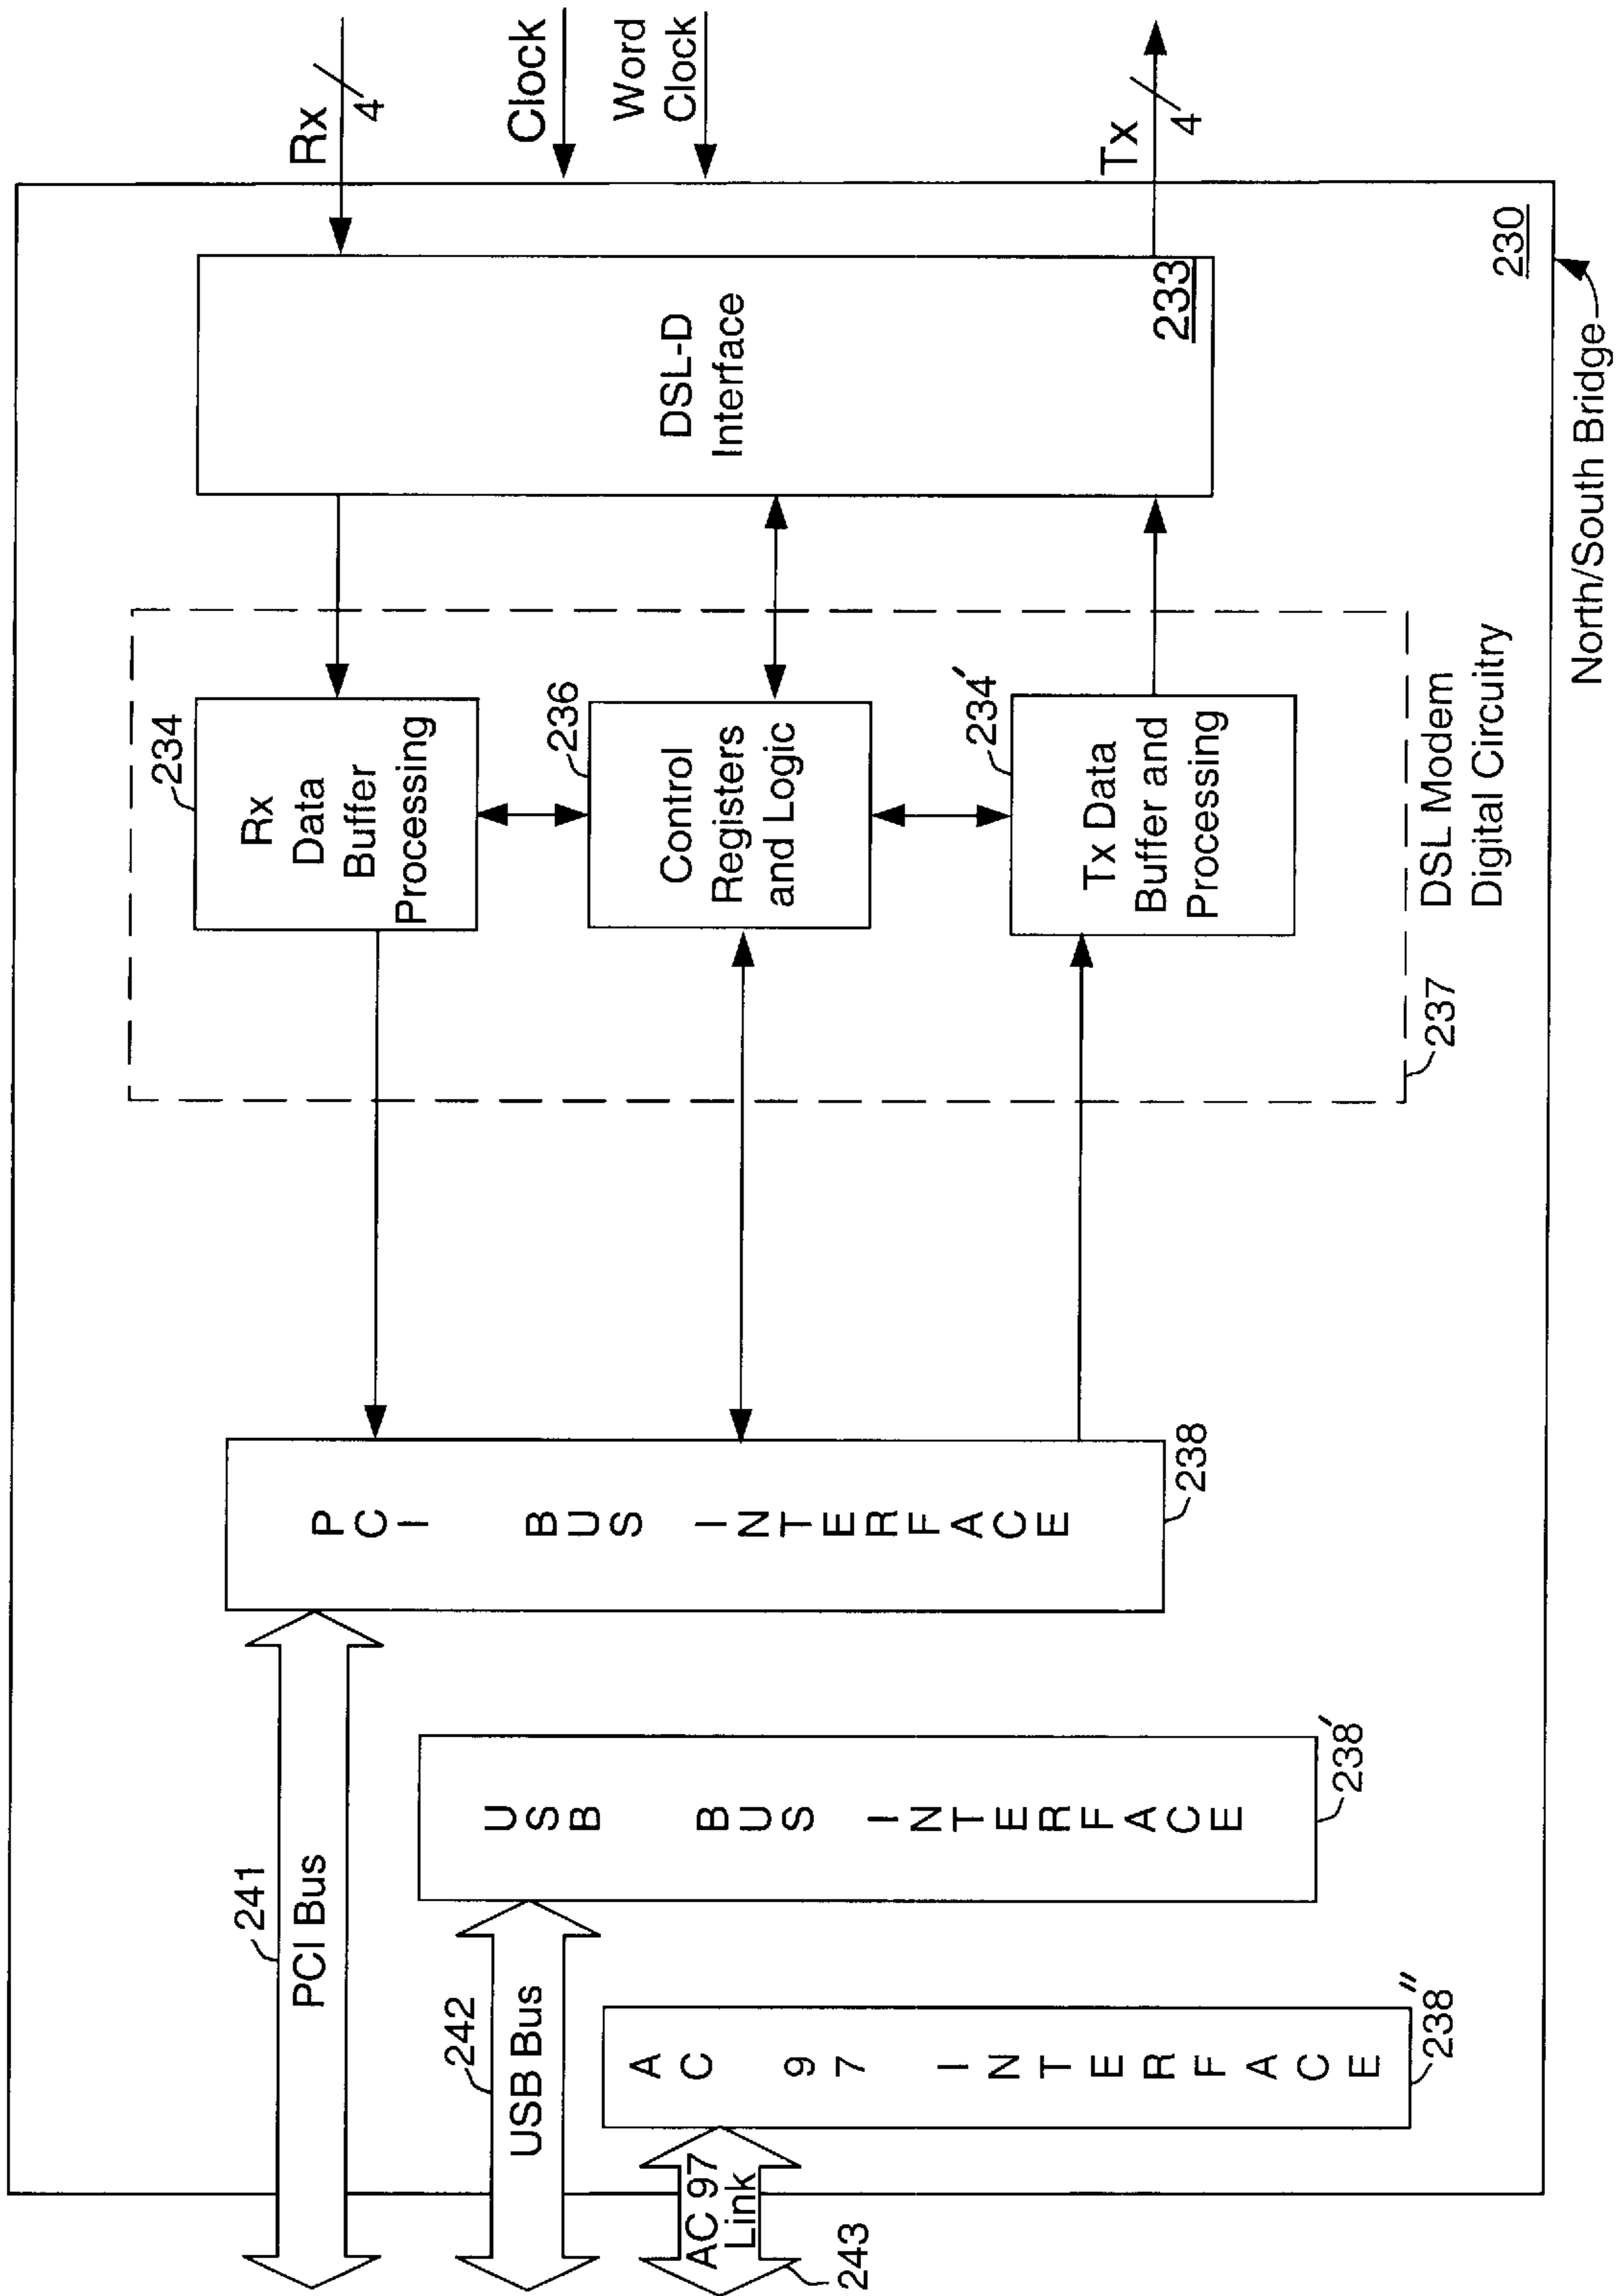 241
PCI Bus
242
USB Bus
AC 97
Link
243
AC 97 INTERFACE
238''
USB BUS INTERFACE
238'
PCI BUS INTERFACE
238
234
Rx
Data
Buffer
Processing
236
Control
Registers
and Logic
234'
Tx Data
Buffer and
Processing
237
DSL Modem
Digital Circuitry
DSL-D
Interface
233
Rx
4
Clock
Word
Clock
Tx
4
230
North/South Bridge